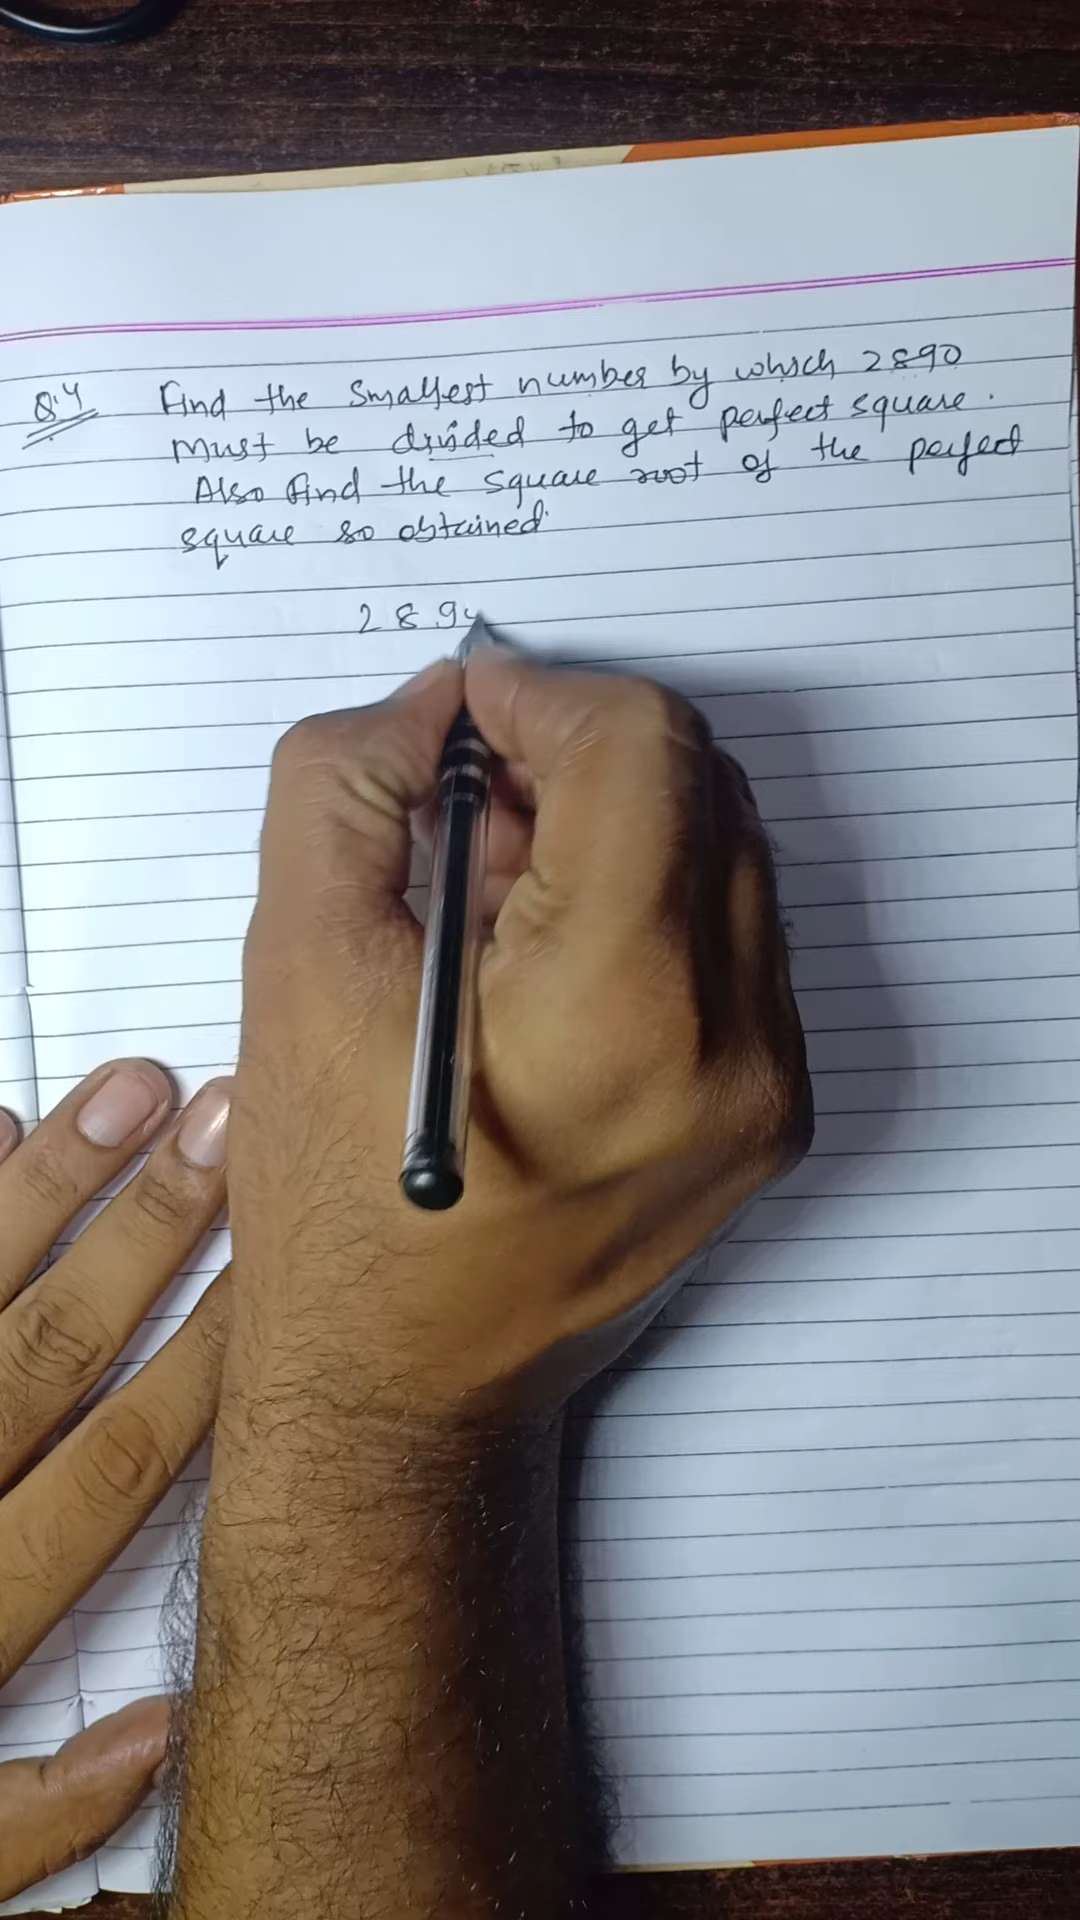 Q.4 Find the smallest number by which 2890
must be divided to get perfect square.
Also find the square root of the perfect
square so obtained.
289